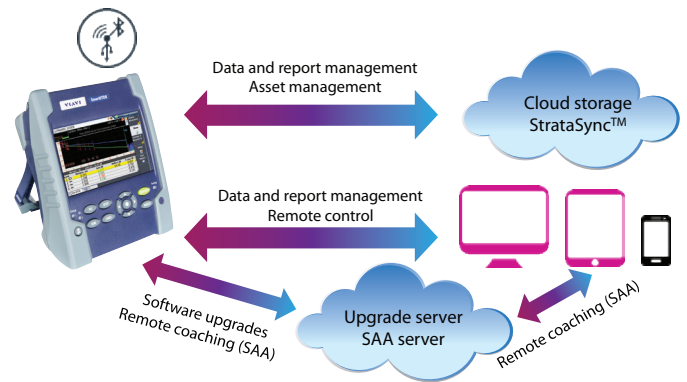 VIAVI
Data and report management
Asset management
Cloud storage
StrataSync™
Data and report management
Remote control
Software upgrades
Remote coaching (SAA)
Upgrade server
SAA server
Remote coaching (SAA)